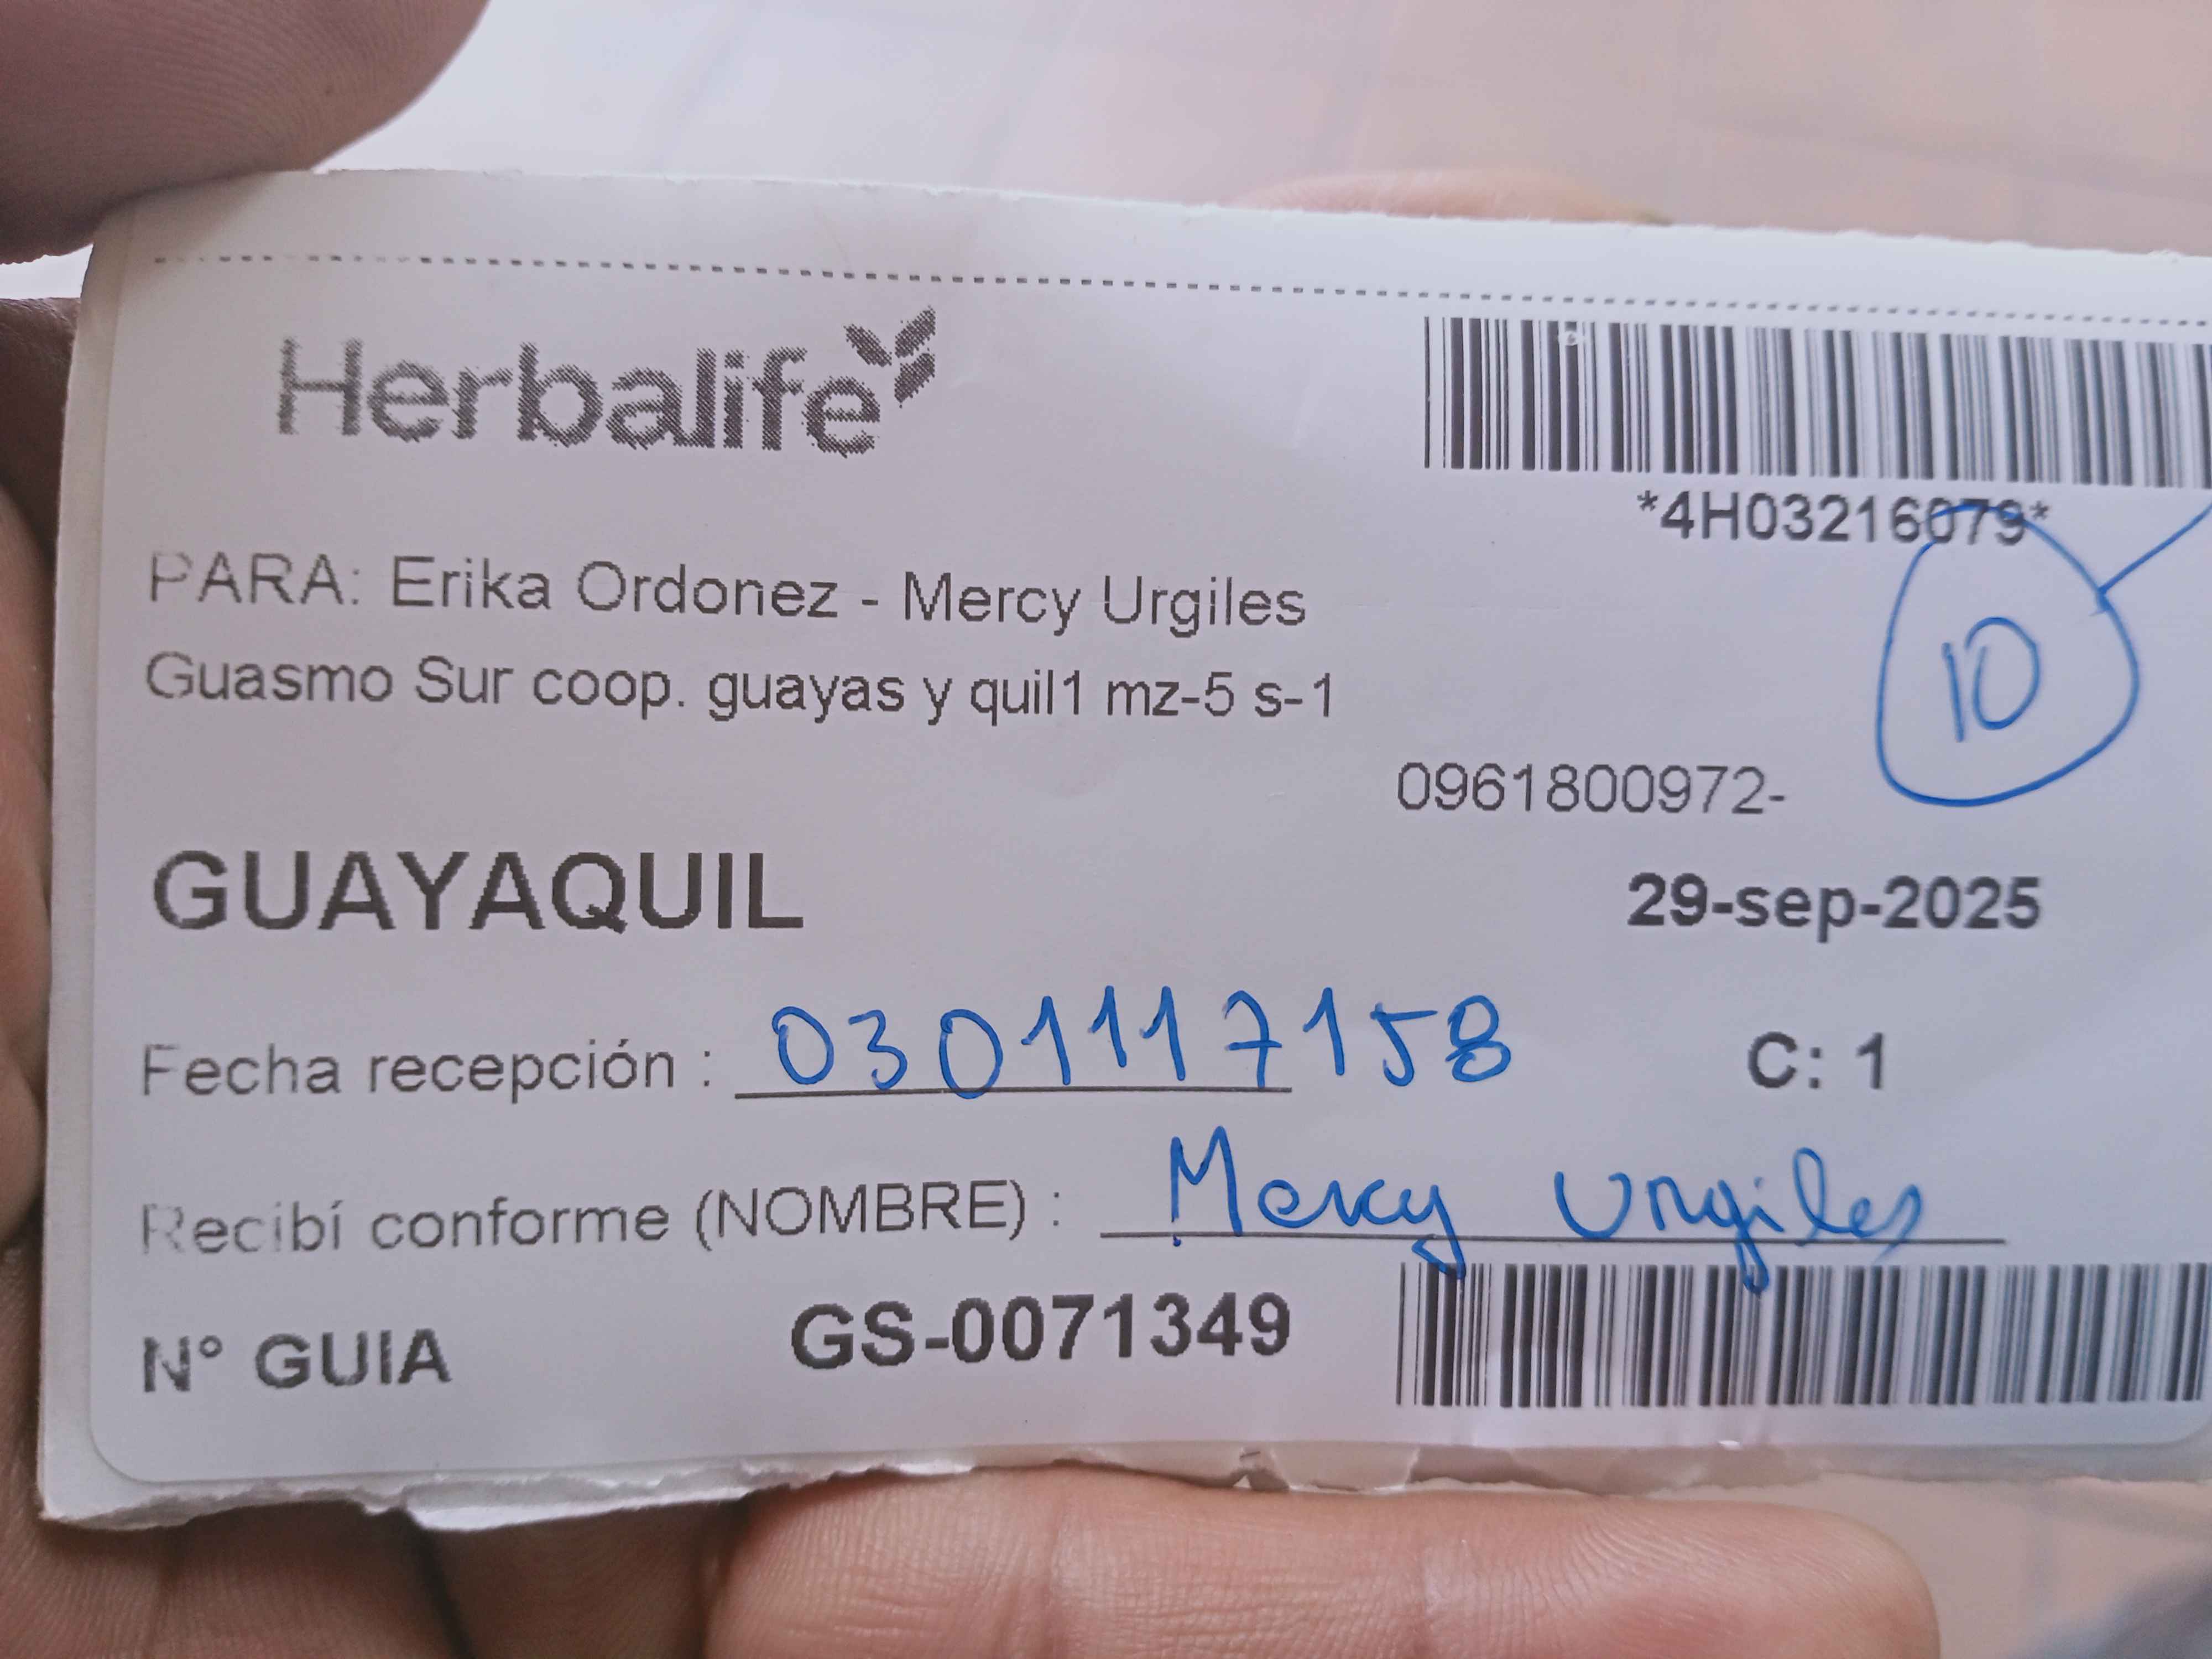 Herbalife
*4H03216079*
PARA: Erika Ordonez - Mercy Urgiles
Guasmo Sur coop. guayas y quil1 mz-5 s-1
10
0961800972-
GUAYAQUIL 29-sep-2025
Fecha recepción : 0301117158 C: 1
Recibí conforme (NOMBRE) : Mercy Urgiles
N° GUIA GS-0071349